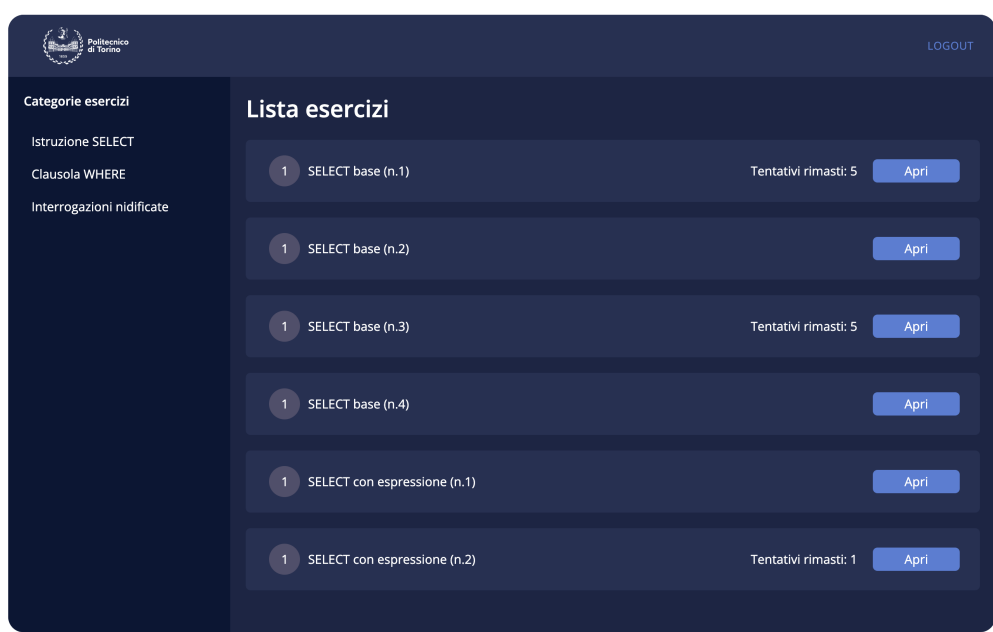 Politecnico
di Torino
LOGOUT
Categorie esercizi
Istruzione SELECT
Clausola WHERE
Interrogazioni nidificate
Lista esercizi
1 SELECT base (n.1) Tentativi rimasti: 5 Apri
1 SELECT base (n.2) Apri
1 SELECT base (n.3) Tentativi rimasti: 5 Apri
1 SELECT base (n.4) Apri
1 SELECT con espressione (n.1) Apri
1 SELECT con espressione (n.2) Tentativi rimasti: 1 Apri